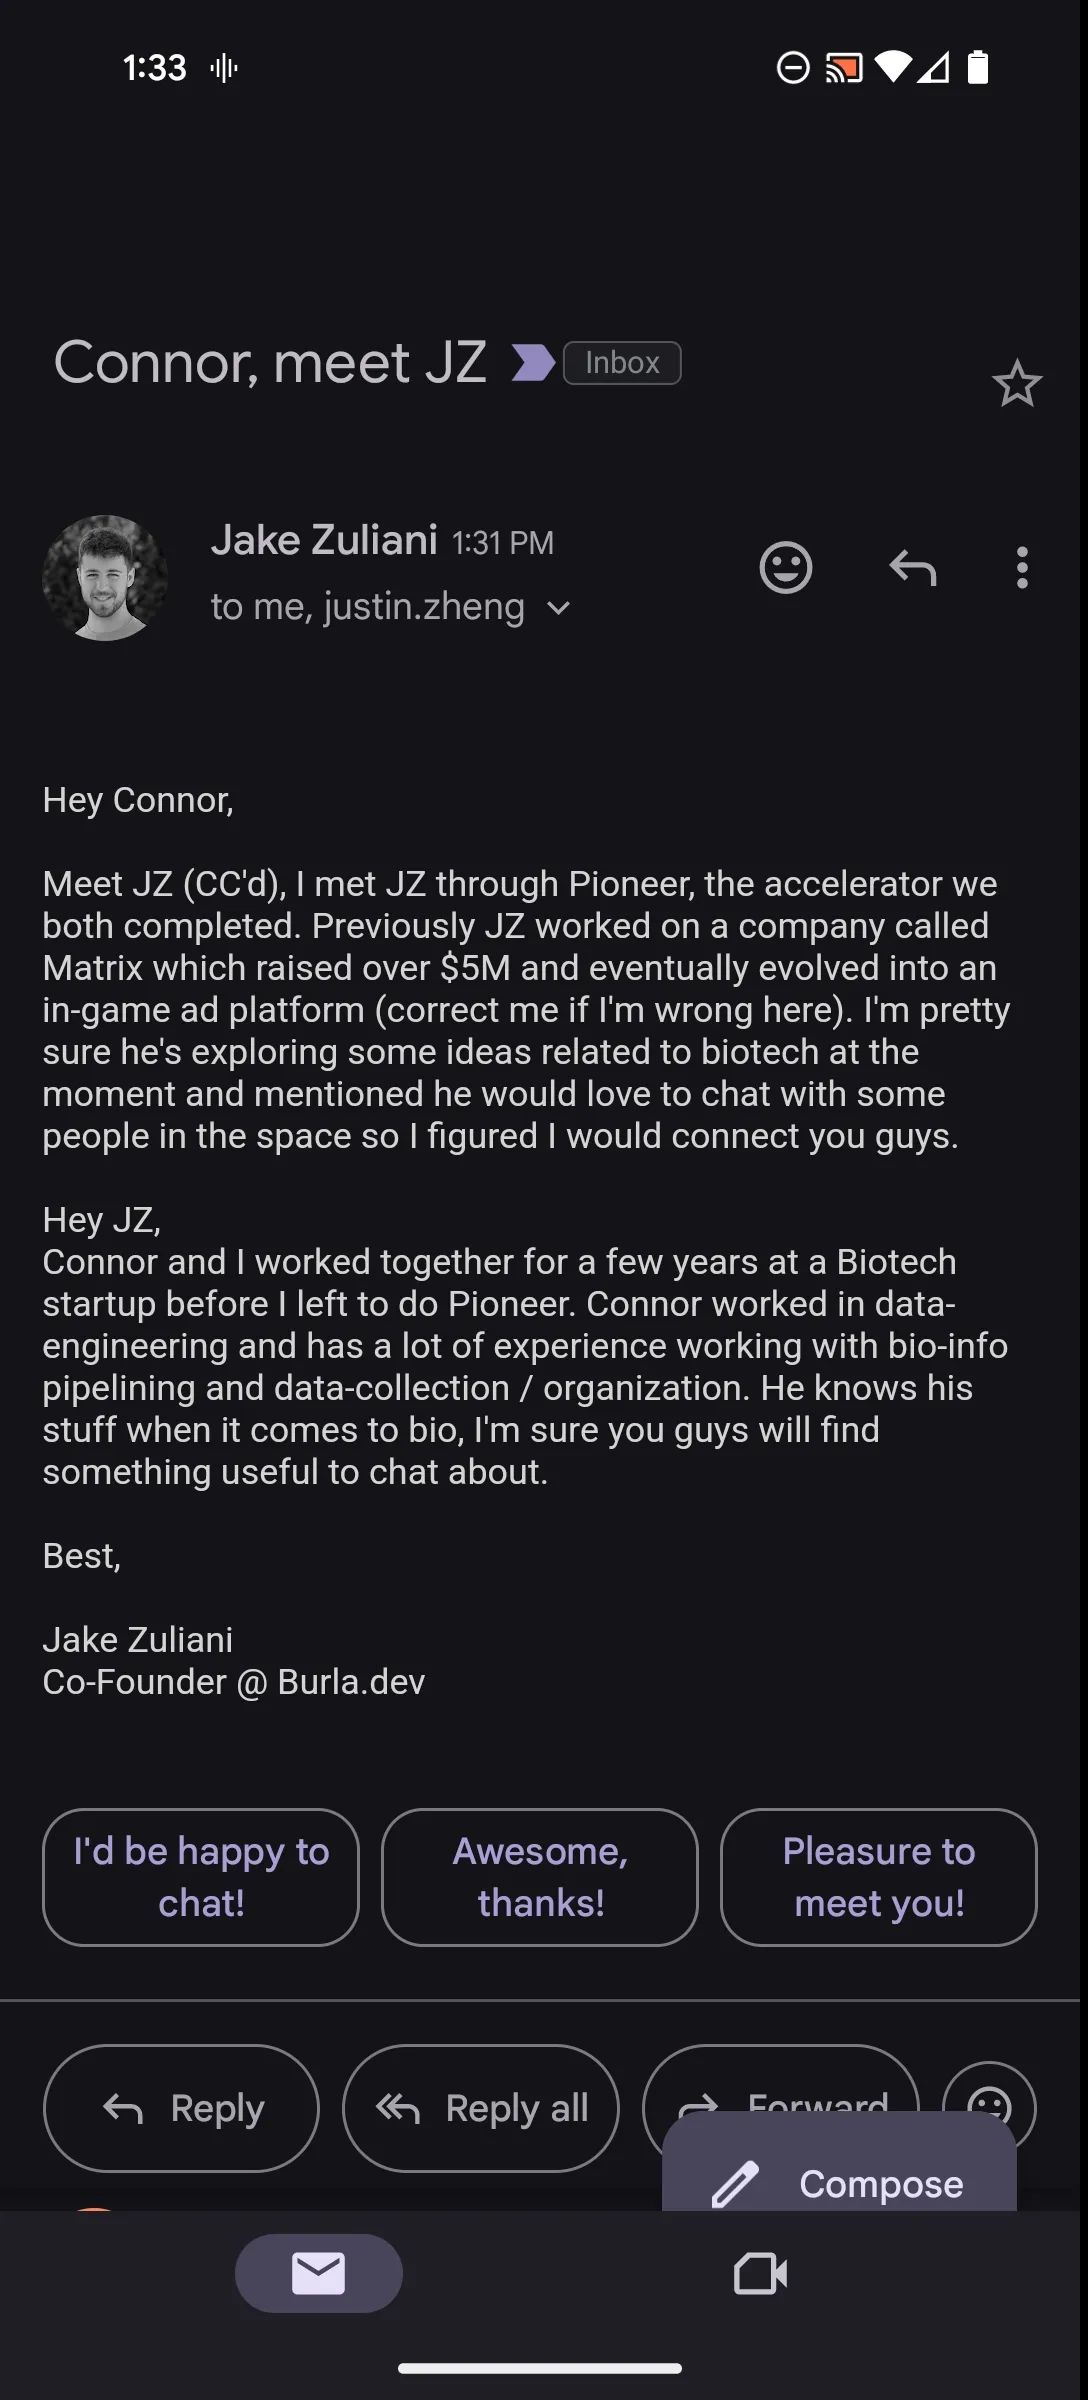 1:33
Connor, meet JZ
Inbox
Jake Zuliani 1:31 PM
to me, justin.zheng
Hey Connor,
Meet JZ (CC'd), I met JZ through Pioneer, the accelerator we
both completed. Previously JZ worked on a company called
Matrix which raised over $5M and eventually evolved into an
in-game ad platform (correct me if I'm wrong here). I'm pretty
sure he's exploring some ideas related to biotech at the
moment and mentioned he would love to chat with some
people in the space so I figured I would connect you guys.
Hey JZ,
Connor and I worked together for a few years at a Biotech
startup before I left to do Pioneer. Connor worked in data-
engineering and has a lot of experience working with bio-info
pipelining and data-collection / organization. He knows his
stuff when it comes to bio, I'm sure you guys will find
something useful to chat about.
Best,
Jake Zuliani
Co-Founder @ Burla.dev
I'd be happy to
chat!
Awesome,
thanks!
Pleasure to
meet you!
Reply
Reply all
Forward
Compose